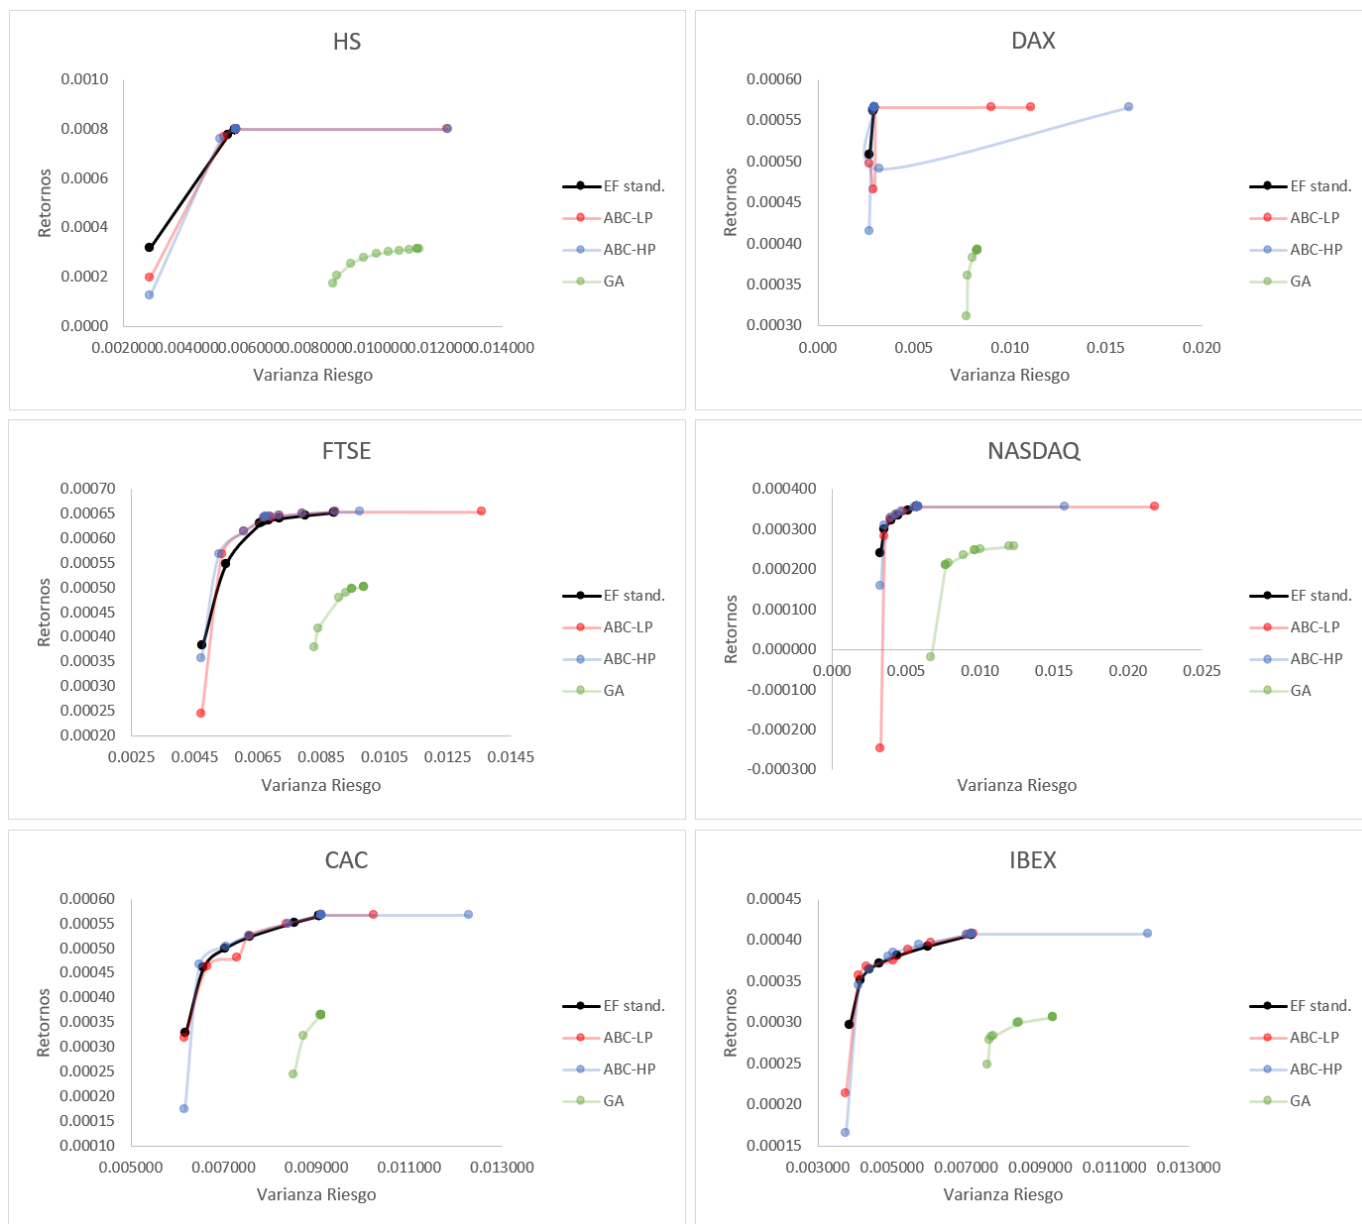 HS
0.0010
0.0008
0.0006
0.0004
0.0002
0.0000
Retornos
0.0020000.0040000.0060000.0080000.0100000.0120000.014000
Varianza Riesgo
EF stand.
ABC-LP
ABC-HP
GA
DAX
0.00060
0.00055
0.00050
0.00045
0.00040
0.00035
0.00030
Retornos
0.000 0.005 0.010 0.015 0.020
Varianza Riesgo
EF stand.
ABC-LP
ABC-HP
GA
FTSE
0.00070
0.00065
0.00060
0.00055
0.00050
0.00045
0.00040
0.00035
0.00030
0.00025
0.00020
Retornos
0.0025 0.0045 0.0065 0.0085 0.0105 0.0125 0.0145
Varianza Riesgo
EF stand.
ABC-LP
ABC-HP
GA
NASDAQ
0.000400
0.000300
0.000200
0.000100
0.000000
-0.000100
-0.000200
-0.000300
Retornos
0.000 0.005 0.010 0.015 0.020 0.025
Varianza Riesgo
EF stand.
ABC-LP
ABC-HP
GA
CAC
0.00060
0.00055
0.00050
0.00045
0.00040
0.00035
0.00030
0.00025
0.00020
0.00015
0.00010
Retornos
0.005000 0.007000 0.009000 0.011000 0.013000
Varianza Riesgo
EF stand.
ABC-LP
ABC-HP
GA
IBEX
0.00045
0.00040
0.00035
0.00030
0.00025
0.00020
0.00015
Retornos
0.003000 0.005000 0.007000 0.009000 0.011000 0.013000
Varianza Riesgo
EF stand.
ABC-LP
ABC-HP
GA